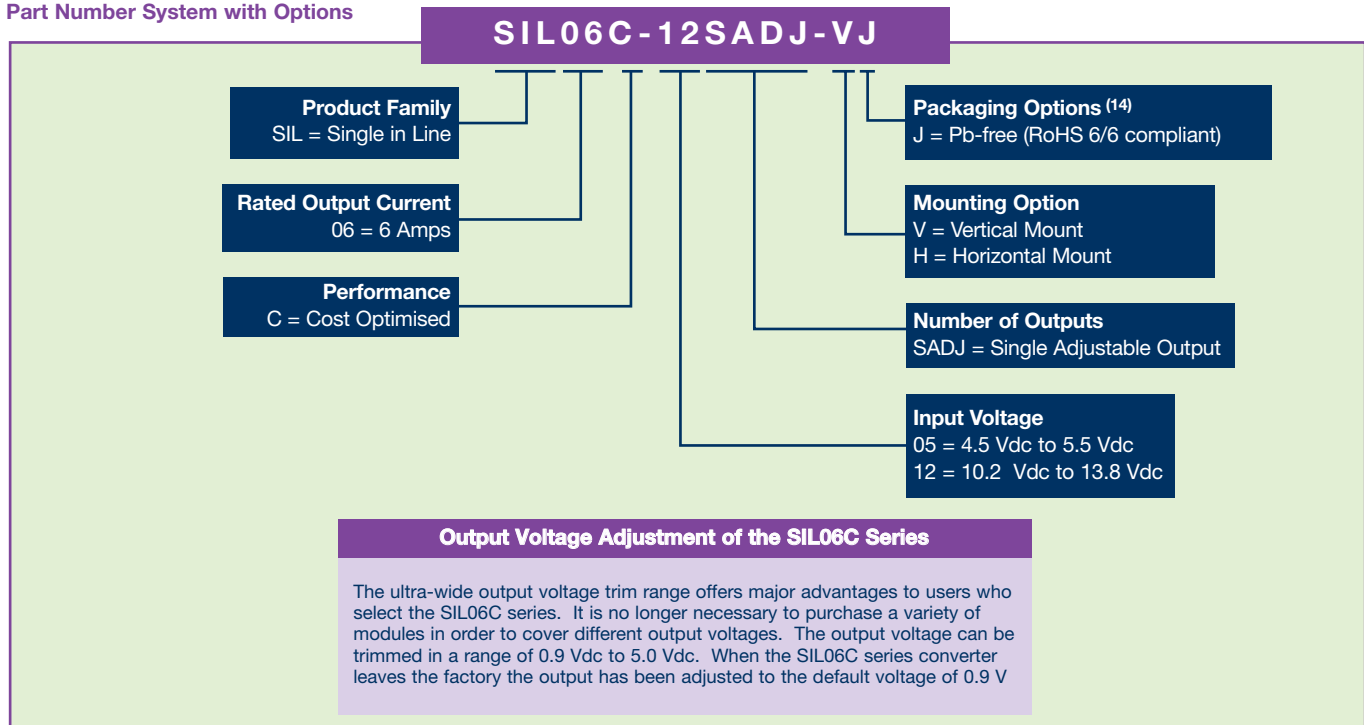 Part Number System with Options
SIL06C-12SADJ-VJ
Product Family
SIL = Single in Line
Rated Output Current
06 = 6 Amps
Performance
C = Cost Optimised
Packaging Options (14)
J = Pb-free (RoHS 6/6 compliant)
Mounting Option
V = Vertical Mount
H = Horizontal Mount
Number of Outputs
SADJ = Single Adjustable Output
Input Voltage
05 = 4.5 Vdc to 5.5 Vdc
12 = 10.2 Vdc to 13.8 Vdc
Output Voltage Adjustment of the SIL06C Series
The ultra-wide output voltage trim range offers major advantages to users who
select the SIL06C series. It is no longer necessary to purchase a variety of
modules in order to cover different output voltages. The output voltage can be
trimmed in a range of 0.9 Vdc to 5.0 Vdc. When the SIL06C series converter
leaves the factory the output has been adjusted to the default voltage of 0.9 V